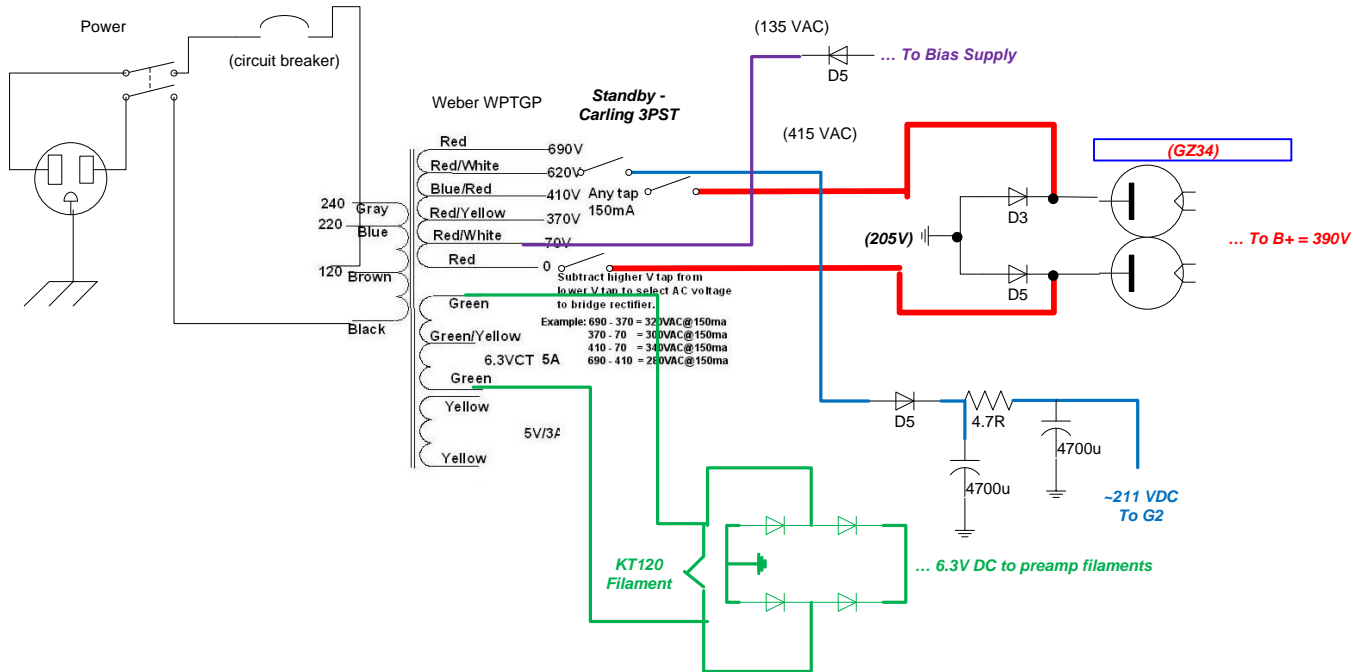 Power
(circuit breaker)
Weber WPTGP
Standby -
Carling 3PST
(135 VAC)
D5
... To Bias Supply
(415 VAC)
(GZ34)
D3
(205V)
D5
... To B+ = 390V
Red
690V
Red/White
620V
Blue/Red
410V
Any tap
150mA
Red/Yellow
370V
Red/White
70V
Red
0
240
Gray
220
Blue
120
Brown
Black
Subtract higher V tap from
lower V tap to select AC voltage
to bridge rectifier.
Example: 690 - 370 = 320VAC@150ma
370 - 70 = 300VAC@150ma
410 - 70 = 340VAC@150ma
690 - 410 = 280VAC@150ma
Green
Green/Yellow
6.3VCT 5A
Green
Yellow
5V/3A
Yellow
D5
4.7R
4700u
4700u
~211 VDC
To G2
KT120
Filament
... 6.3V DC to preamp filaments